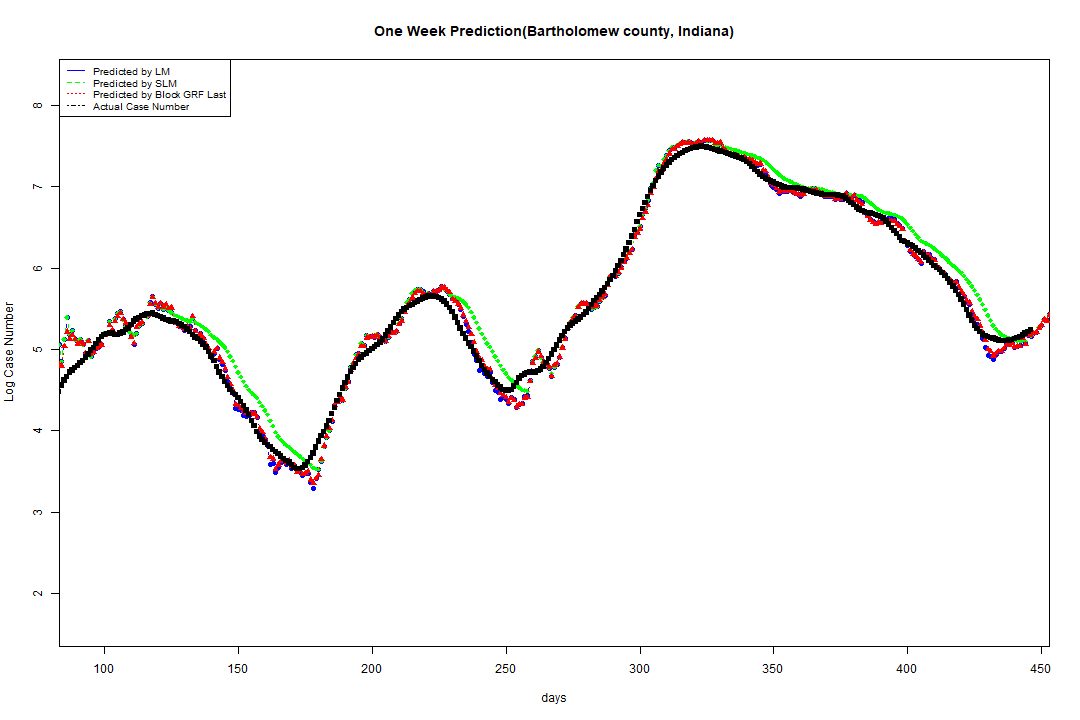 One Week Prediction(Bartholomew county, Indiana)
Predicted by LM
Predicted by SLM
Predicted by Block GRF Last
Actual Case Number
8
7
6
5
4
3
2
Log Case Number
100 150 200 250 300 350 400 450
days